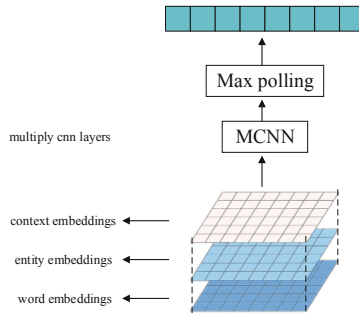 Max polling
MCNN
multiply cnn layers
context embeddings
entity embeddings
word embeddings